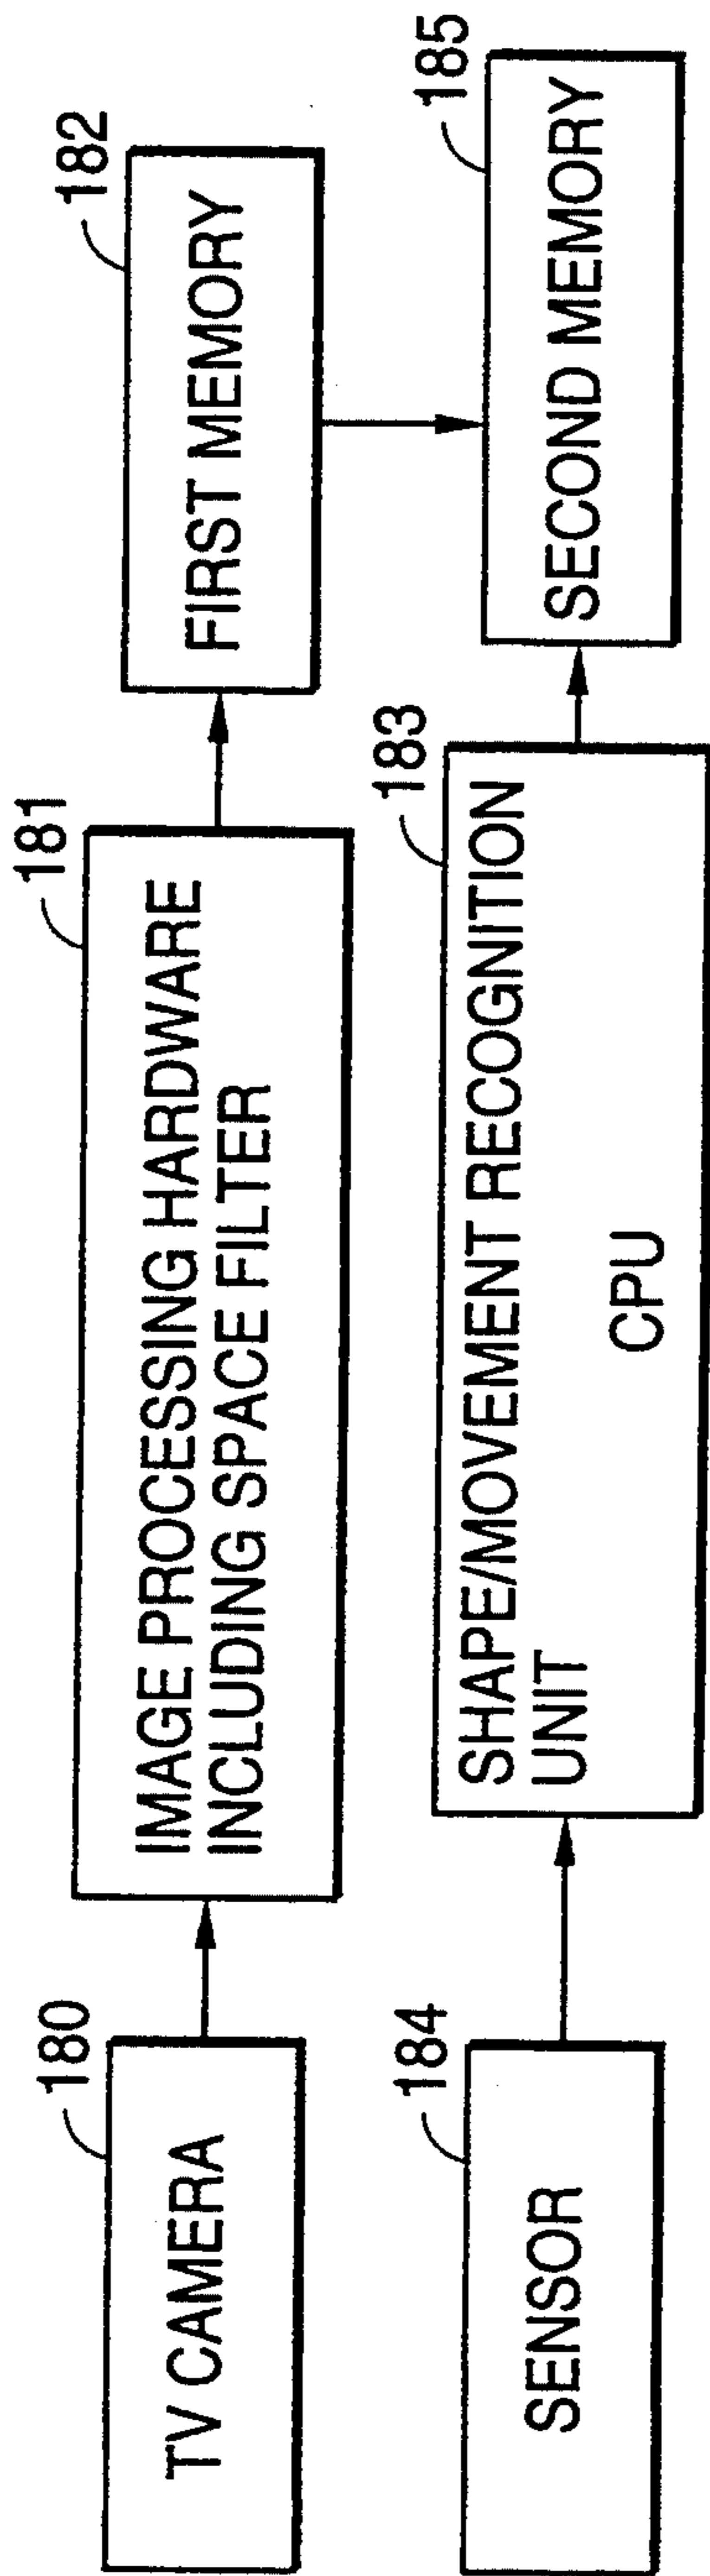 180
TV CAMERA
181
IMAGE PROCESSING HARDWARE
INCLUDING SPACE FILTER
182
FIRST MEMORY
184
SENSOR
183
SHAPE/MOVEMENT RECOGNITION
UNIT
CPU
185
SECOND MEMORY